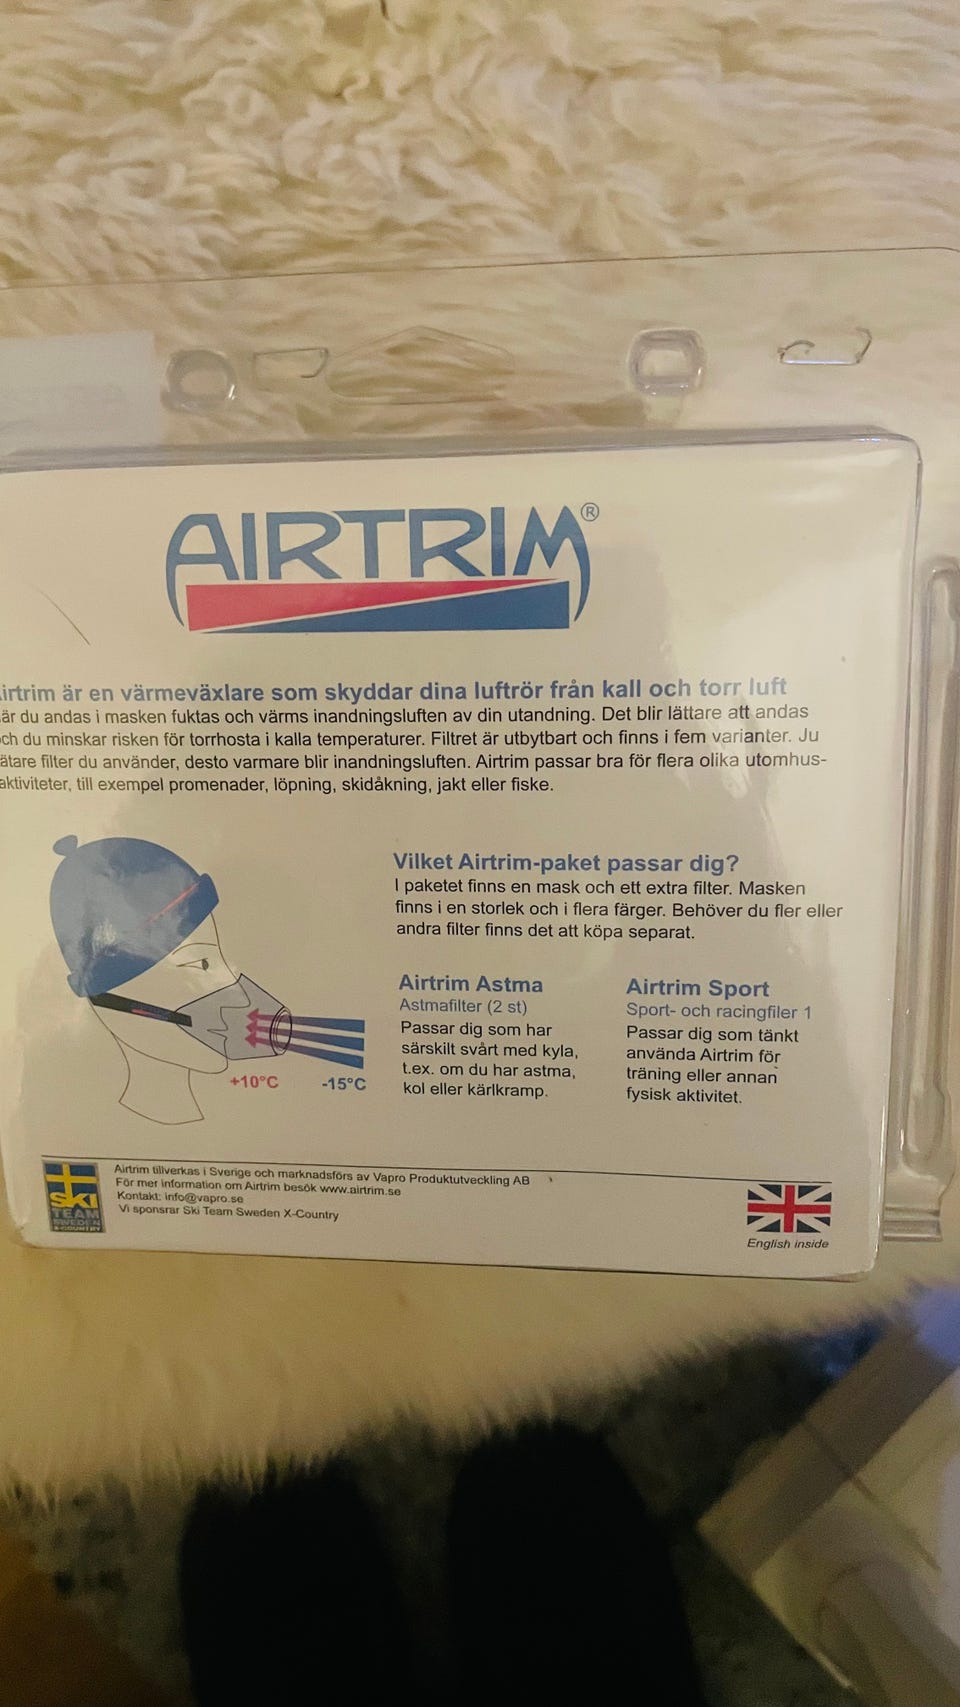 AIRTRIM®
irtrim är en värmeväxlare som skyddar dina luftrör från kall och torr luft
är du andas i masken fuktas och värms inandningsluften av din utandning. Det blir lättare att andas
ch du minskar risken för torrhosta i kalla temperaturer. Filtret är utbytbart och finns i fem varianter. Ju
ätare filter du använder, desto varmare blir inandningsluften. Airtrim passar bra för flera olika utomhus-
aktiviteter, till exempel promenader, löpning, skidåkning, jakt eller fiske.
Vilket Airtrim-paket passar dig?
I paketet finns en mask och ett extra filter. Masken
finns i en storlek och i flera färger. Behöver du fler eller
andra filter finns det att köpa separat.
Airtrim Astma
Astmafilter (2 st)
Passar dig som har
särskilt svårt med kyla,
t.ex. om du har astma,
kol eller kärlkramp.
Airtrim Sport
Sport- och racingfiler 1
Passar dig som tänkt
använda Airtrim för
träning eller annan
fysisk aktivitet.
+10°C
-15°C
SKI
TEAM
SWEDEN
X-COUNTRY
Airtrim tillverkas i Sverige och marknadsförs av Vapro Produktutveckling AB
För mer information om Airtrim besök www.airtrim.se
Kontakt: info@vapro.se
Vi sponsrar Ski Team Sweden X-Country
English inside